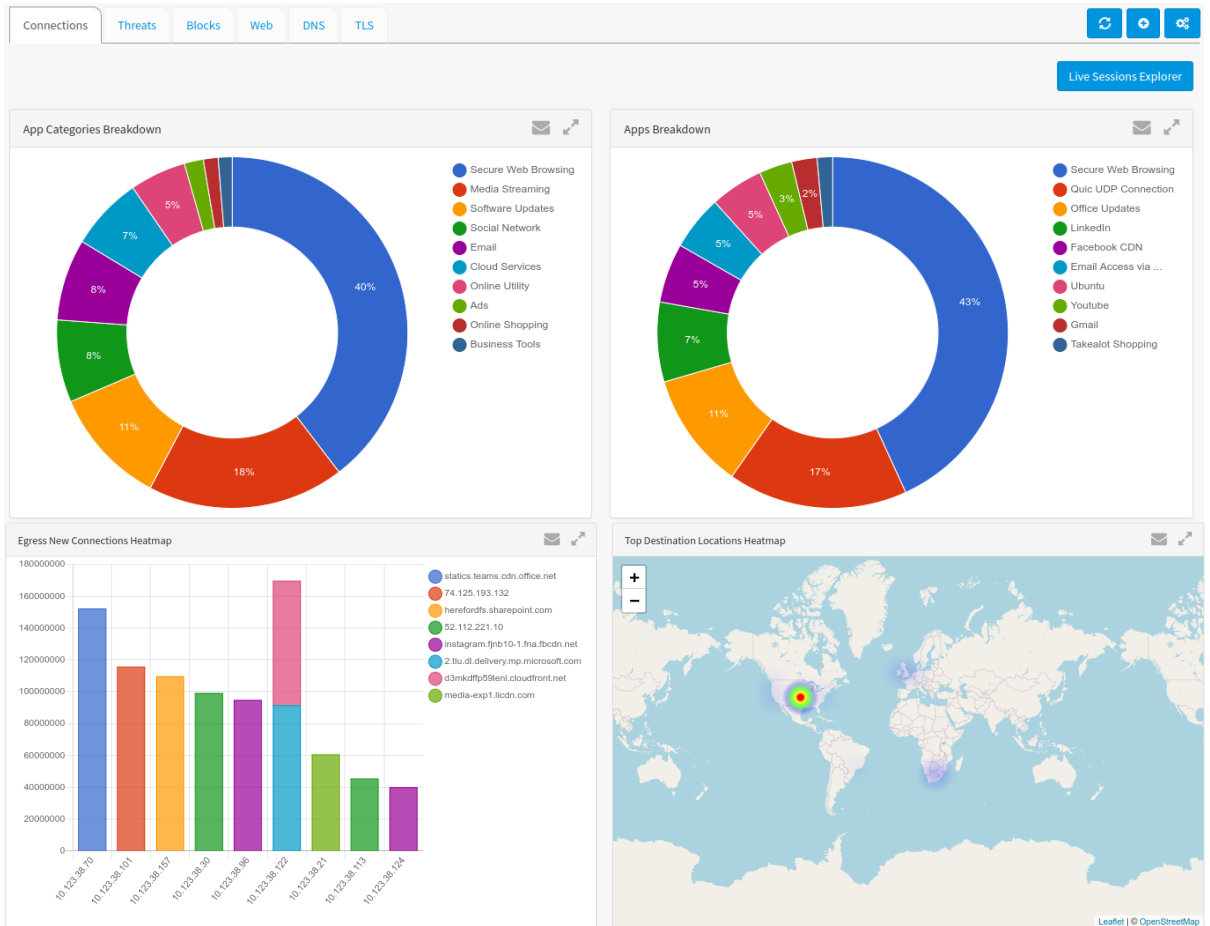 Connections Threats Blocks Web DNS TLS
Live Sessions Explorer
App Categories Breakdown
40%
18%
11%
8%
8%
7%
5%
Secure Web Browsing
Media Streaming
Software Updates
Social Network
Email
Cloud Services
Online Utility
Ads
Online Shopping
Business Tools
Apps Breakdown
43%
17%
11%
7%
5%
5%
5%
3%
2%
Secure Web Browsing
Quic UDP Connection
Office Updates
LinkedIn
Facebook CDN
Email Access via ...
Ubuntu
Youtube
Gmail
Takealot Shopping
Egress New Connections Heatmap
180000000
160000000
140000000
120000000
100000000
80000000
60000000
40000000
20000000
0
10.123.38.70
10.123.38.101
10.123.38.157
10.123.38.30
10.123.38.96
10.123.38.122
10.123.38.21
10.123.38.113
10.123.38.124
statics.teams.cdn.office.net
74.125.193.132
herefordfs.sharepoint.com
52.112.221.10
instagram.fjnb10-1.fna.fbcdn.net
2.tlu.dl.delivery.mp.microsoft.com
d3mkdffp59lenl.cloudfront.net
media-exp1.licdn.com
Top Destination Locations Heatmap
+
−
Leaflet | © OpenStreetMap